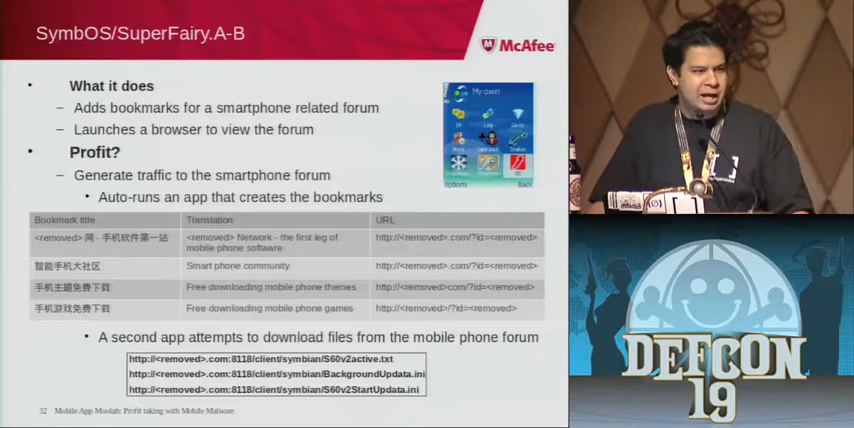 SymbOS/SuperFairy.A-B
McAfee
• What it does
– Adds bookmarks for a smartphone related forum
– Launches a browser to view the forum
• Profit?
– Generate traffic to the smartphone forum
• Auto-runs an app that creates the bookmarks
My own
Options Back
Bookmark title Translation URL
<removed> 网 - 手机软件第一站 <removed> Network - the first leg of http://<removed>.com/?id=<removed>
mobile phone software
智能手机大社区 Smart phone community http://<removed>.com/?id=<removed>
手机主题免费下载 Free downloading mobile phone themes http://<removed>com/?id=<removed>
手机游戏免费下载 Free downloading mobile phone games http://<removed>/?id=<removed>
• A second app attempts to download files from the mobile phone forum
http://<removed>.com:8118/client/symbian/S60v2active.txt
http://<removed>.com:8118/client/symbian/BackgroundUpdata.ini
http://<removed>.com:8118/client/symbian/S60v2StartUpdata.ini
32 Mobile App Moolah: Profit taking with Mobile Malware
DEFCON
19